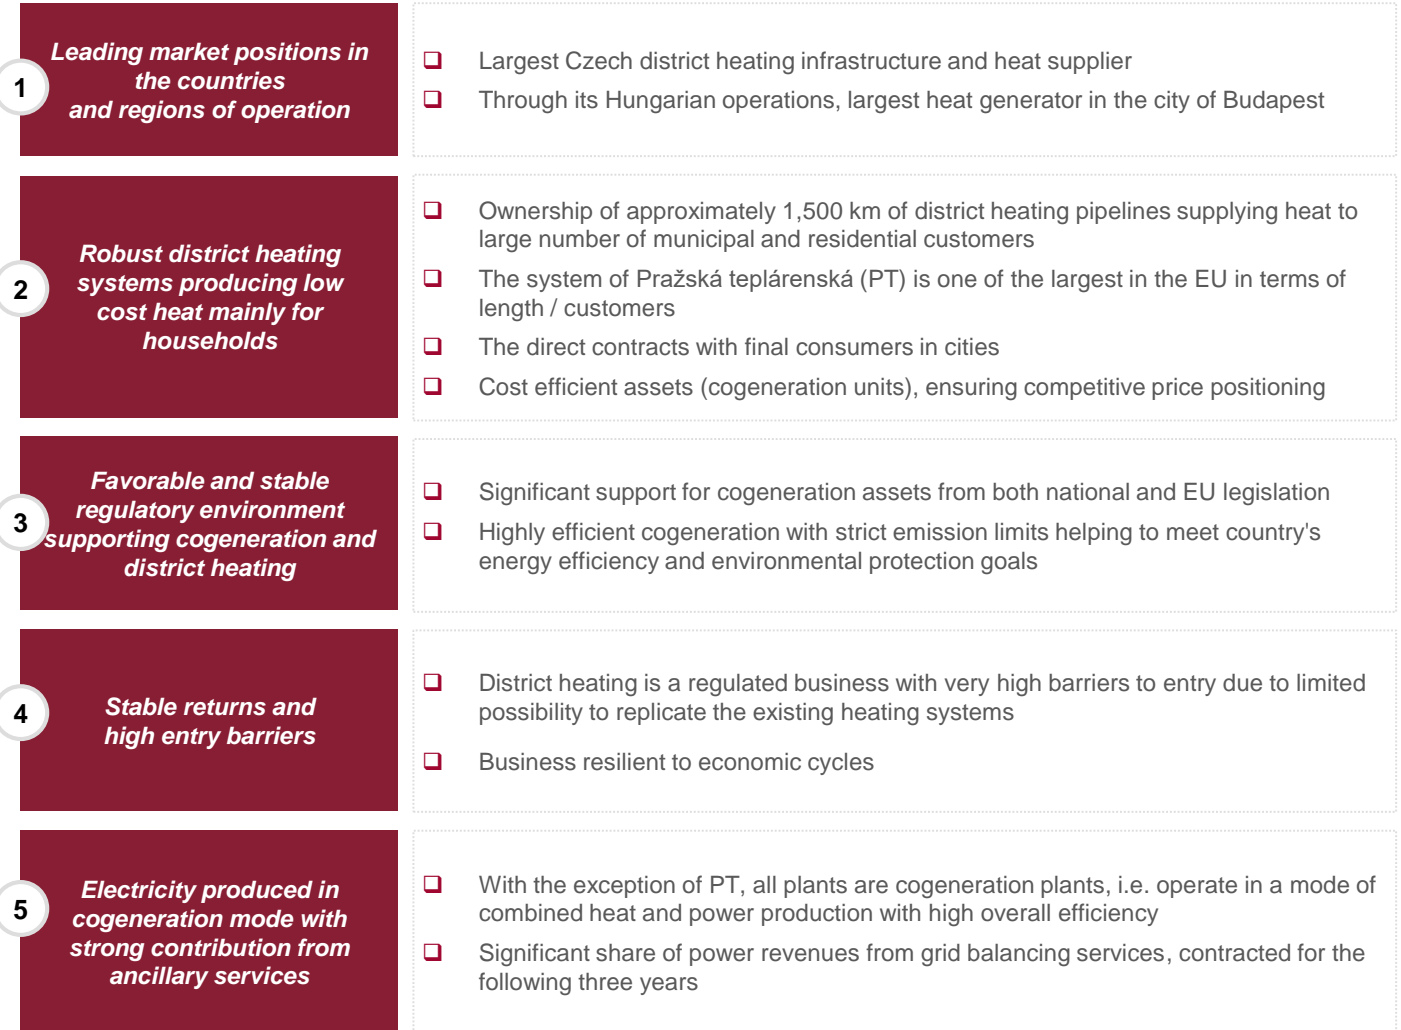 1
Leading market positions in
the countries
and regions of operation
Largest Czech district heating infrastructure and heat supplier
Through its Hungarian operations, largest heat generator in the city of Budapest
2
Robust district heating
systems producing low
cost heat mainly for
households
Ownership of approximately 1,500 km of district heating pipelines supplying heat to
large number of municipal and residential customers
The system of Pražská teplárenská (PT) is one of the largest in the EU in terms of
length / customers
The direct contracts with final consumers in cities
Cost efficient assets (cogeneration units), ensuring competitive price positioning
3
Favorable and stable
regulatory environment
supporting cogeneration and
district heating
Significant support for cogeneration assets from both national and EU legislation
Highly efficient cogeneration with strict emission limits helping to meet country's
energy efficiency and environmental protection goals
4
Stable returns and
high entry barriers
District heating is a regulated business with very high barriers to entry due to limited
possibility to replicate the existing heating systems
Business resilient to economic cycles
5
Electricity produced in
cogeneration mode with
strong contribution from
ancillary services
With the exception of PT, all plants are cogeneration plants, i.e. operate in a mode of
combined heat and power production with high overall efficiency
Significant share of power revenues from grid balancing services, contracted for the
following three years